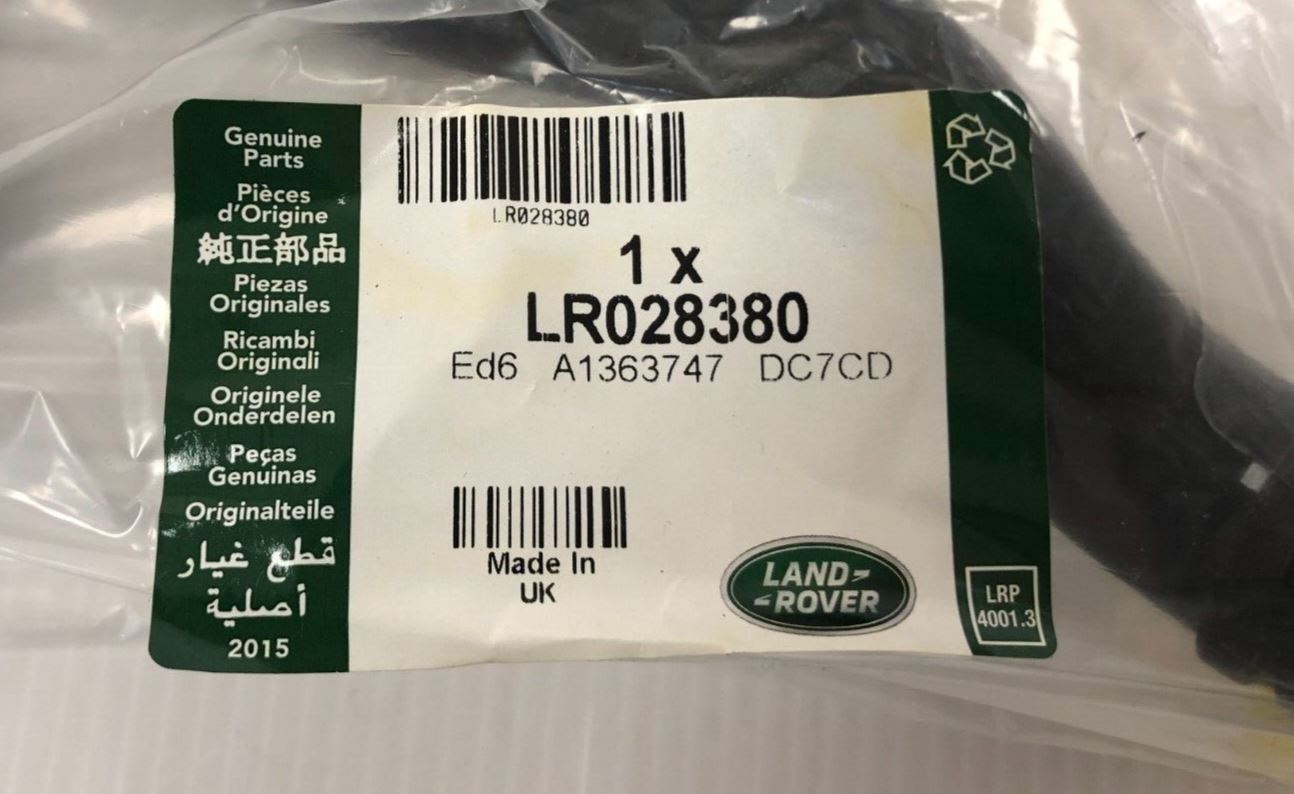 Genuine
Parts
Pièces
d'Origine
純正部品
Piezas
Originales
Ricambi
Originali
Originele
Onderdelen
Peças
Genuinas
Originalteile
قطع غيار
أصلية
2015
LR028380
1 x
LR028380
Ed6 A1363747 DC7CD
Made In
UK
LAND-
-ROVER
LRP
4001.3